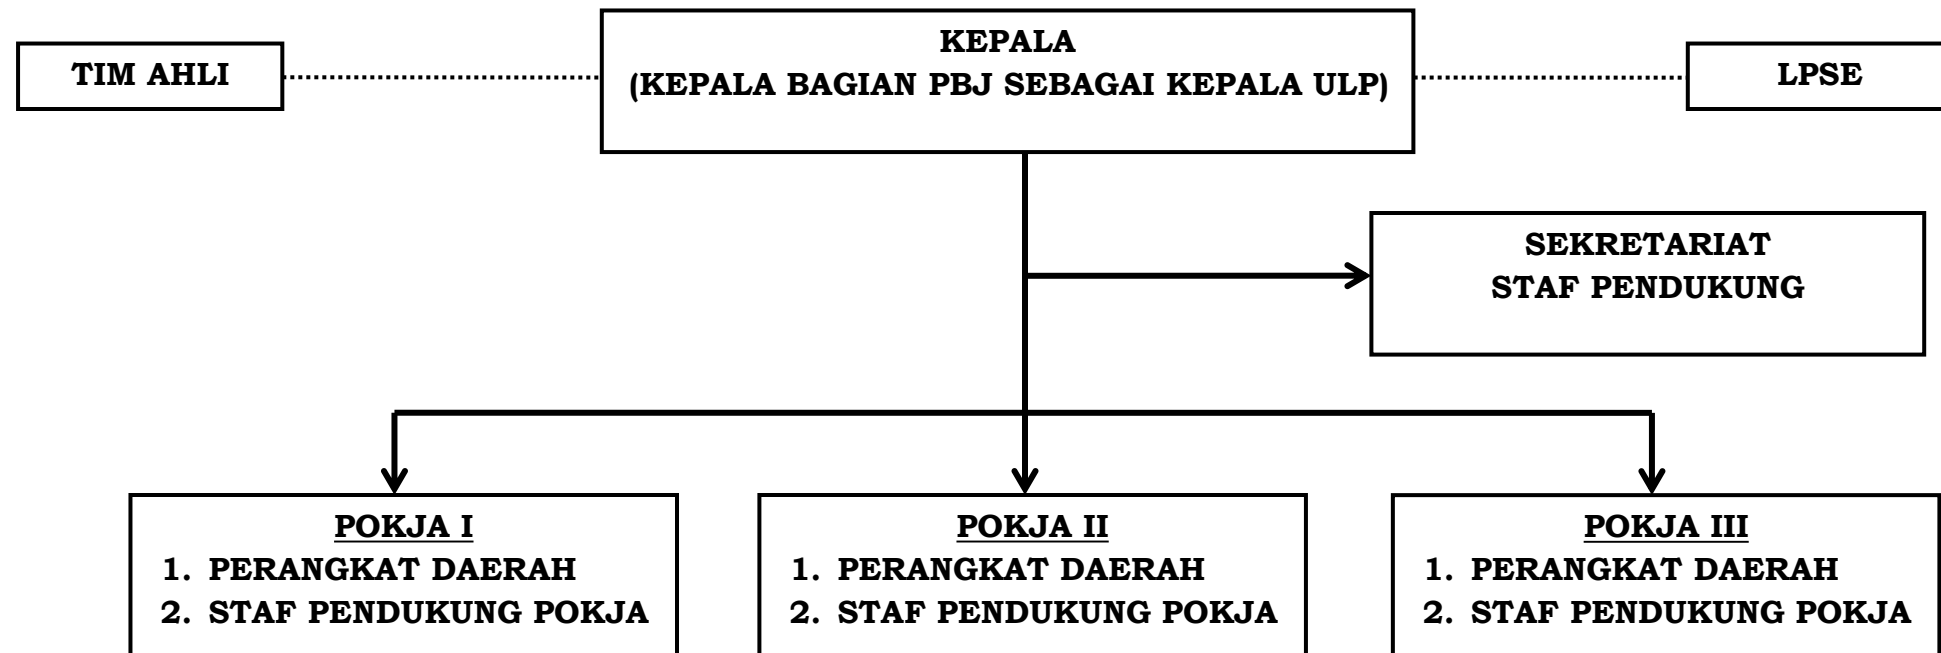 KEPALA
(KEPALA BAGIAN PBJ SEBAGAI KEPALA ULP)
TIM AHLI
LPSE
SEKRETARIAT
STAF PENDUKUNG
POKJA I
1. PERANGKAT DAERAH
2. STAF PENDUKUNG POKJA
POKJA II
1. PERANGKAT DAERAH
2. STAF PENDUKUNG POKJA
POKJA III
1. PERANGKAT DAERAH
2. STAF PENDUKUNG POKJA